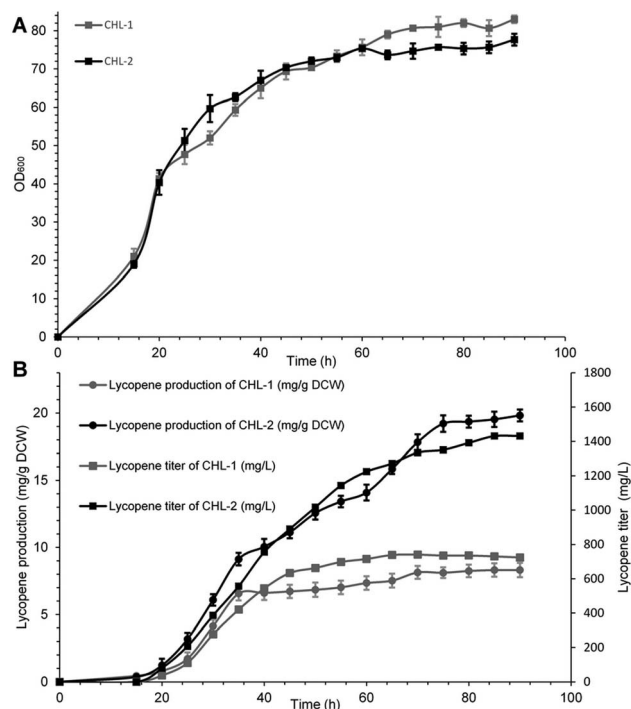 A
CHL-1
CHL-2
80
70
60
50
40
30
20
10
0
OD600
0 20 40 60 80 100
Time (h)
B
Lycopene production of CHL-1 (mg/g DCW)
Lycopene production of CHL-2 (mg/g DCW)
Lycopene titer of CHL-1 (mg/L)
Lycopene titer of CHL-2 (mg/L)
20
15
10
5
0
Lycopene production (mg/g DCW)
1800
1600
1400
1200
1000
800
600
400
200
0
Lycopene titer (mg/L)
0 20 40 60 80 100
Time (h)